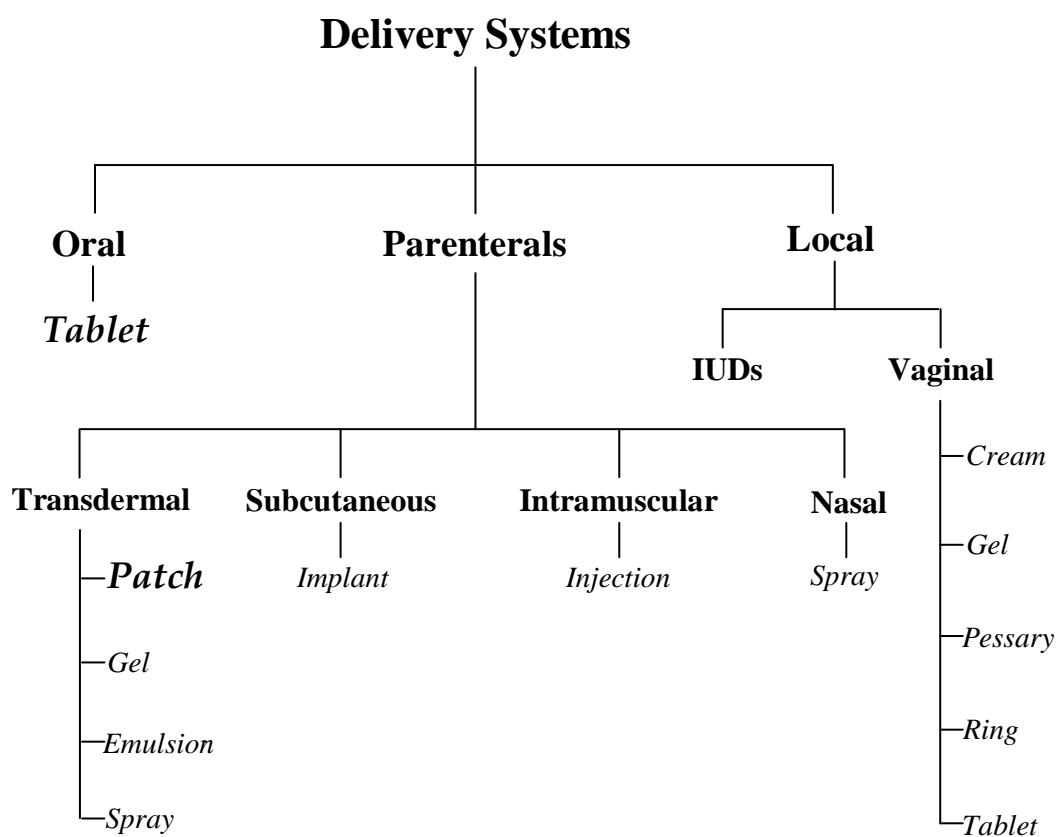 Delivery Systems
Oral
Parenterals
Local
Tablet
IUDs
Vaginal
Transdermal
Subcutaneous
Intramuscular
Nasal
Patch
Gel
Emulsion
Spray
Implant
Injection
Spray
Cream
Gel
Pessary
Ring
Tablet